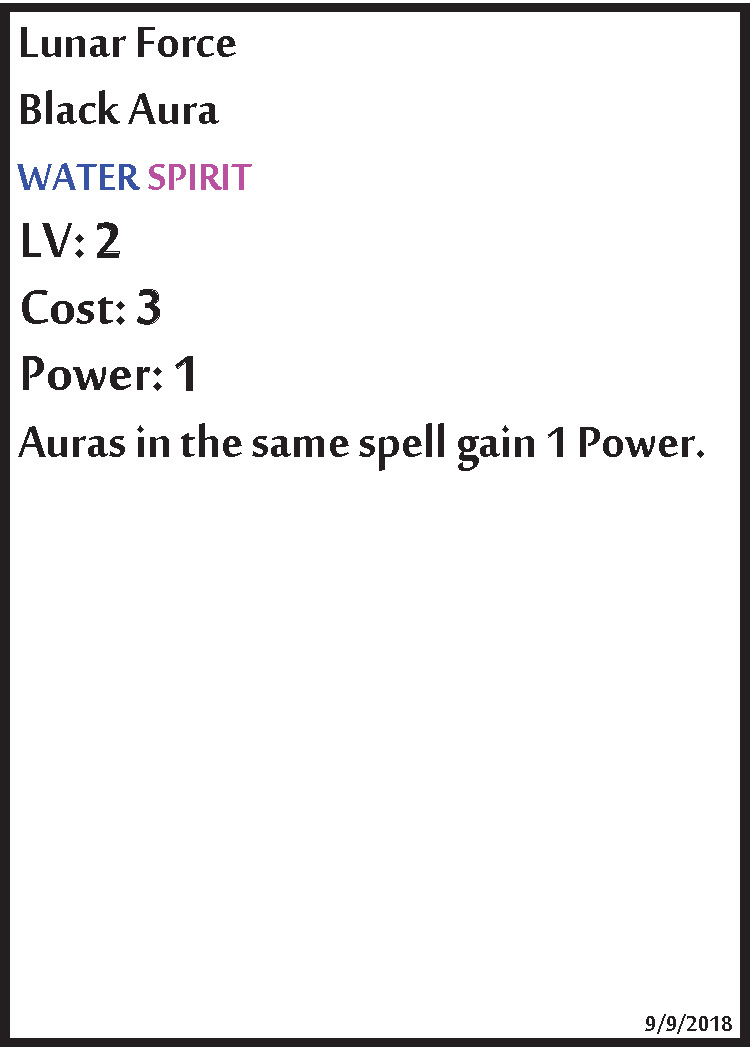 Lunar Force
Black Aura
WATER SPIRIT
LV: 2
Cost: 3
Power: 1
Auras in the same spell gain 1 Power.
9/9/2018